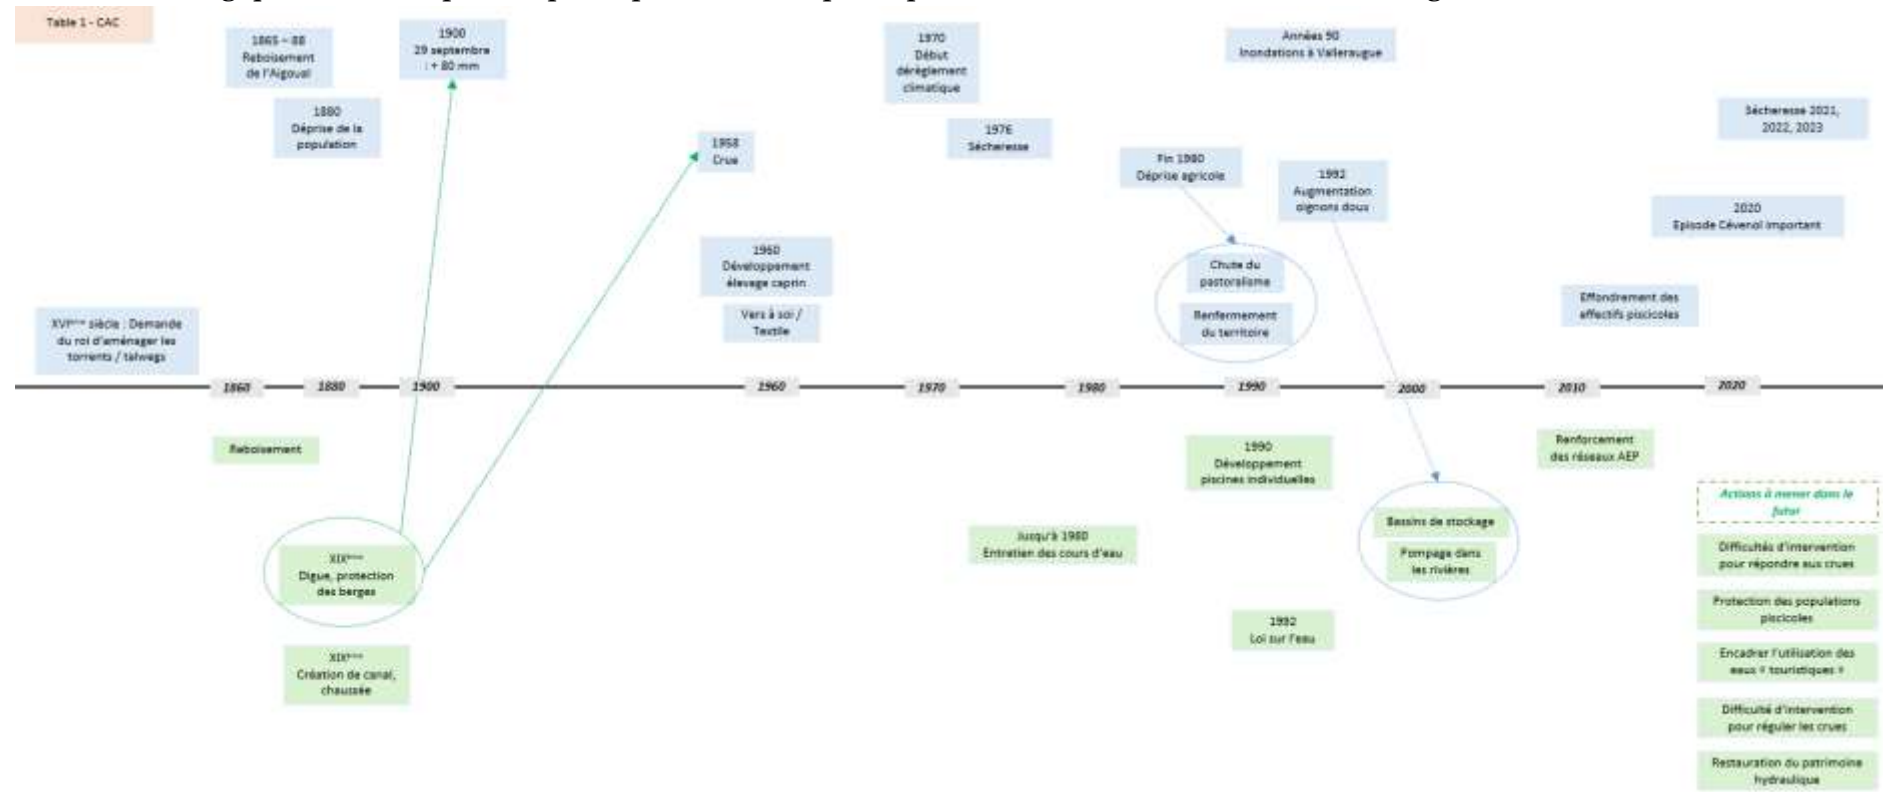 Table 1 - CAC
1865 – 88
Reboisement
de l'Aigoual
1900
29 septembre
: + 80 mm
1970
Début
dérèglement
climatique
Années 90
Inondations à Valleraugue
1880
Déprise de la
population
Sécheresse 2021,
2022, 2023
1976
Sécheresse
1958
Crue
Fin 1980
Déprise agricole
1992
Augmentation
oignons doux
2020
Episode Cévenol important
1960
Développement
élevage caprin
Chute du
pastoralisme
Effondrement des
effectifs piscicoles
Vers à soi /
Textile
Renfermement
du territoire
XVIème siècle : Demande
du roi d'aménager les
torrents / talwegs
1860 1880 1900 1960 1970 1980 1990 2000 2010 2020
Reboisement
1990
Développement
piscines individuelles
Renforcement
des réseaux AEP
Actions à mener dans le
futur
Bassins de stockage
Jusqu'à 1980
Entretien des cours d'eau
Pompage dans
les rivières
Difficultés d'intervention
pour répondre aux crues
XIXème
Digue, protection
des berges
Protection des populations
piscicoles
1992
Loi sur l'eau
XIXème
Création de canal,
chaussée
Encadrer l'utilisation des
eaux « touristiques »
Difficulté d'intervention
pour réguler les crues
Restauration du patrimoine
hydraulique